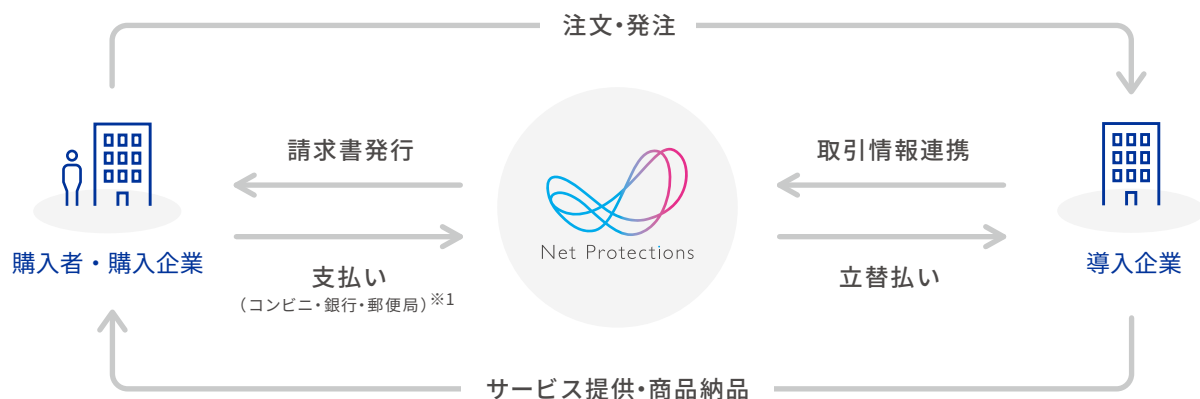 注文・発注
請求書発行
取引情報連携
Net Protections
購入者・購入企業
支払い
（コンビニ・銀行・郵便局）※1
立替払い
導入企業
サービス提供・商品納品